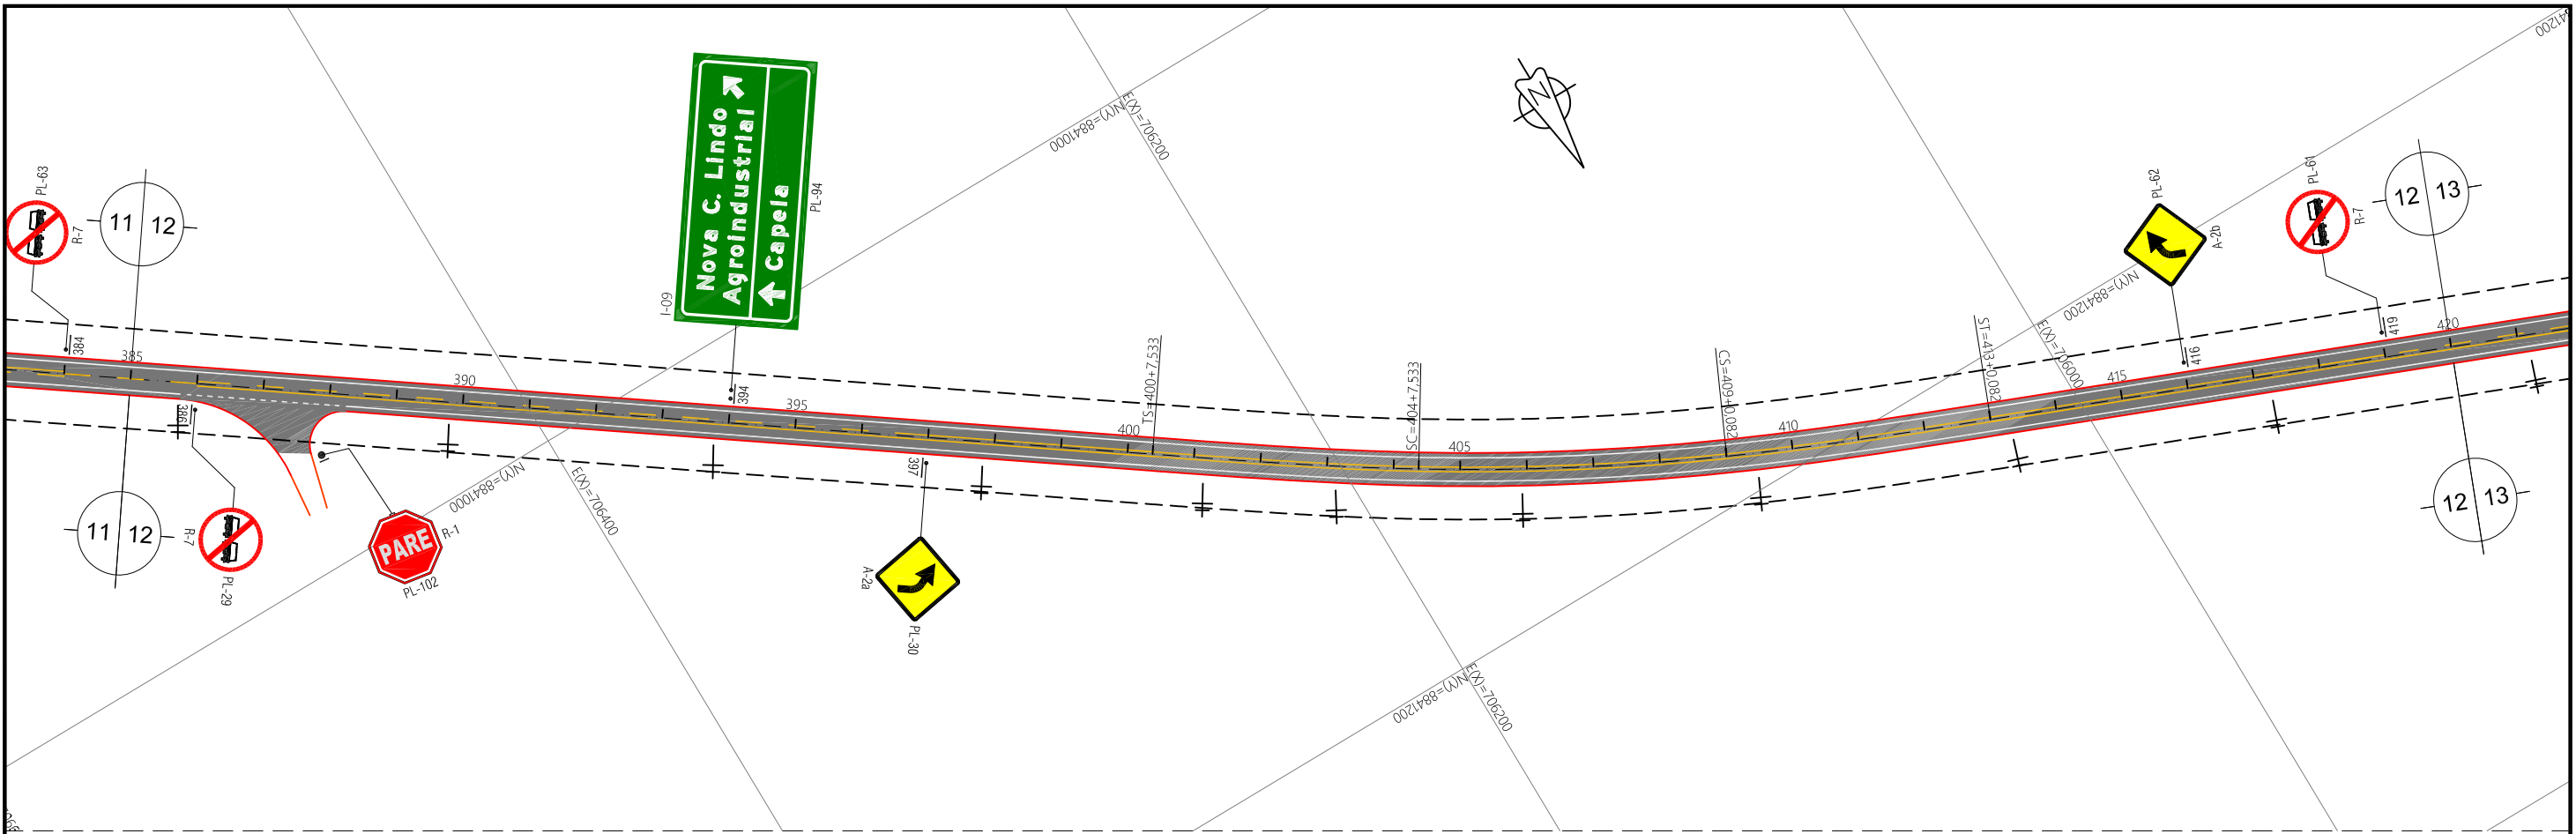 PL-63
R-7
11
12
384
385
386
11
12
R-7
PL-29
PARE
R-1
PL-102
390
N(Y)=8841000
E(X)=706400
I-09
Nova C. Lindo
Agroindustrial
Capela
PL-94
394
395
397
A-2a
PL-30
400
TS=400+7,533
N(Y)=8841000
E(X)=706200
SC=404+7,533
405
N(Y)=8841200
E(X)=706200
N
CS=409+0,082
410
ST=413+0,082
E(X)=706000
N(Y)=8841200
PL-62
A-2b
416
415
PL-61
R-7
419
420
12
13
12
13